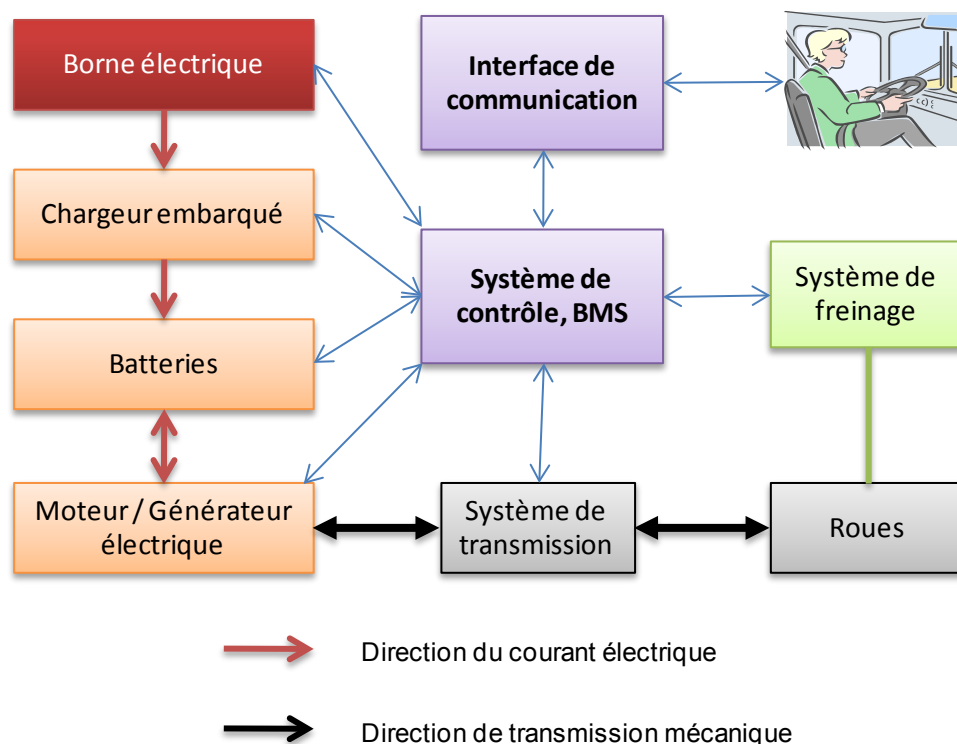 Borne électrique
Interface de
communication
Chargeur embarqué
Système de
contrôle, BMS
Système de
freinage
Batteries
Moteur / Générateur
électrique
Système de
transmission
Roues
Direction du courant électrique
Direction de transmission mécanique